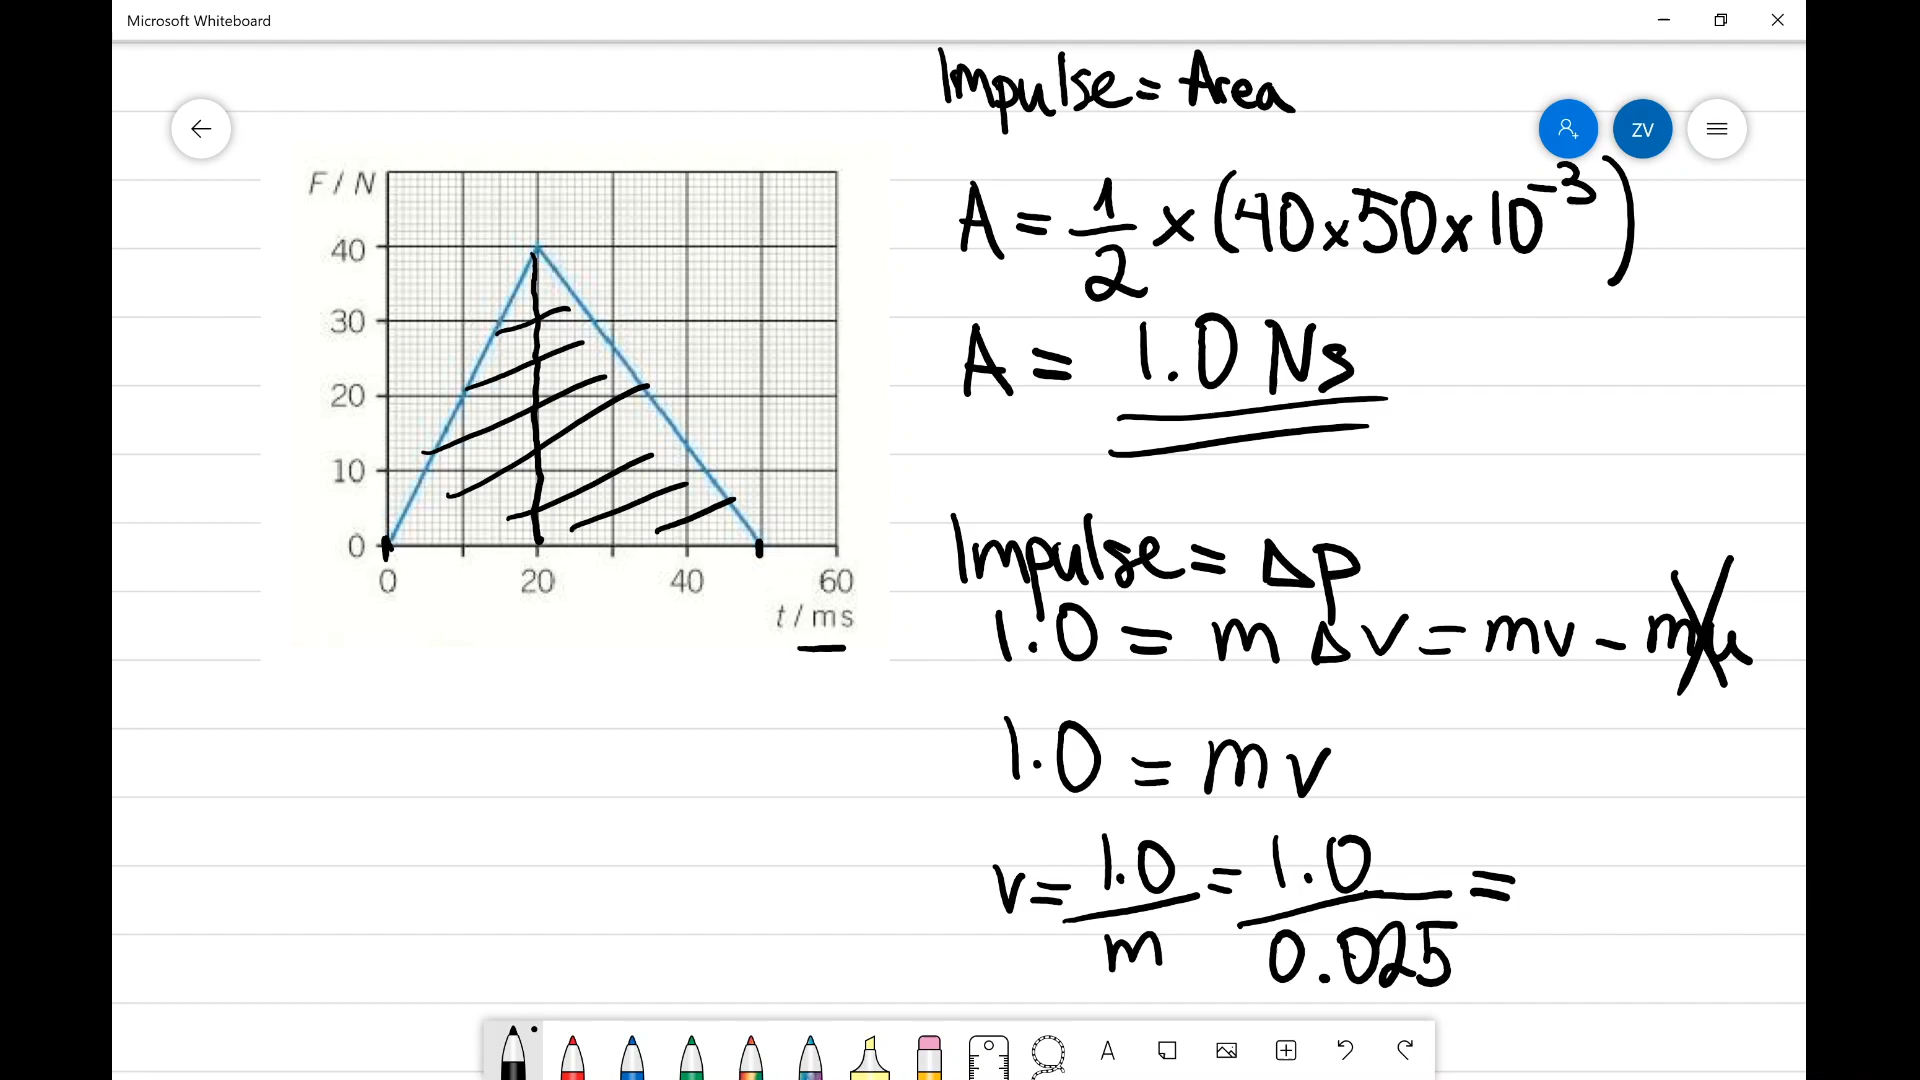 Microsoft Whiteboard
Impulse = Area
ZV
F / N
40
30
20
10
0
0 20 40 60
t / ms
A = 1/2 × (40×50×10⁻³)
A = 1.0 Ns
Impulse = Δp
1.0 = m Δv = mv - mu
1.0 = mv
v = 1.0/m = 1.0/0.025 =
A